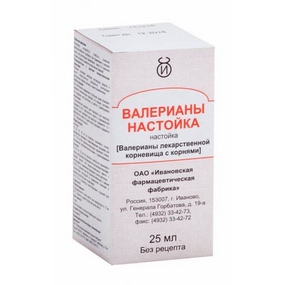 И
ВАЛЕРИАНЫ
НАСТОЙКА
настойка
[Валерианы лекарственной
корневища с корнями]
ОАО «Ивановская
фармацевтическая
фабрика»
Россия, 153037, г. Иваново,
ул. Генерала Горбатова, д. 19-а
Тел.: (4932) 33-42-73,
факс: (4932) 33-42-72
25 мл
Без рецепта